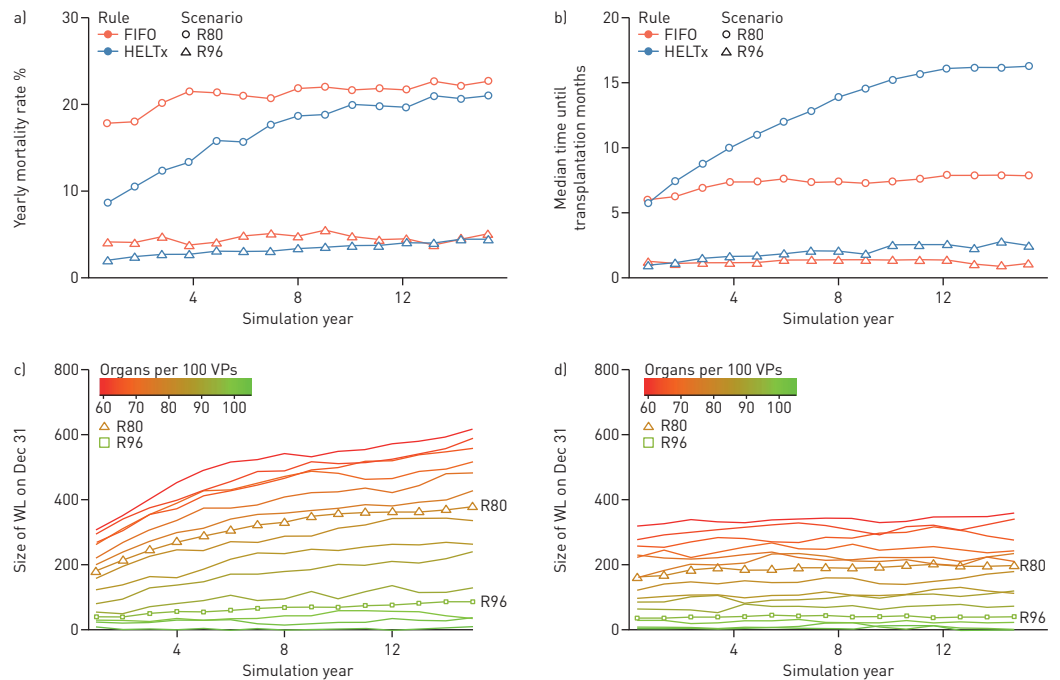 a)
Rule Scenario
FIFO R80
HELTx R96
30
20
10
0
Yearly mortality rate %
4 8 12
Simulation year
b)
Rule Scenario
FIFO R80
HELTx R96
20
15
10
5
0
Median time until
transplantation months
4 8 12
Simulation year
c)
Organs per 100 VPs
60 70 80 90 100
R80
R96
800
600
400
200
0
Size of WL on Dec 31
R80
R96
4 8 12
Simulation year
d)
Organs per 100 VPs
60 70 80 90 100
R80
R96
800
600
400
200
0
Size of WL on Dec 31
R80
R96
4 8 12
Simulation year